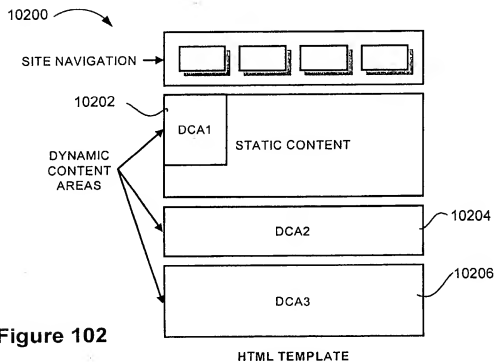 10200
SITE NAVIGATION
10202
DCA1
STATIC CONTENT
DYNAMIC
CONTENT
AREAS
DCA2
10204
10206
DCA3
Figure 102
HTML TEMPLATE